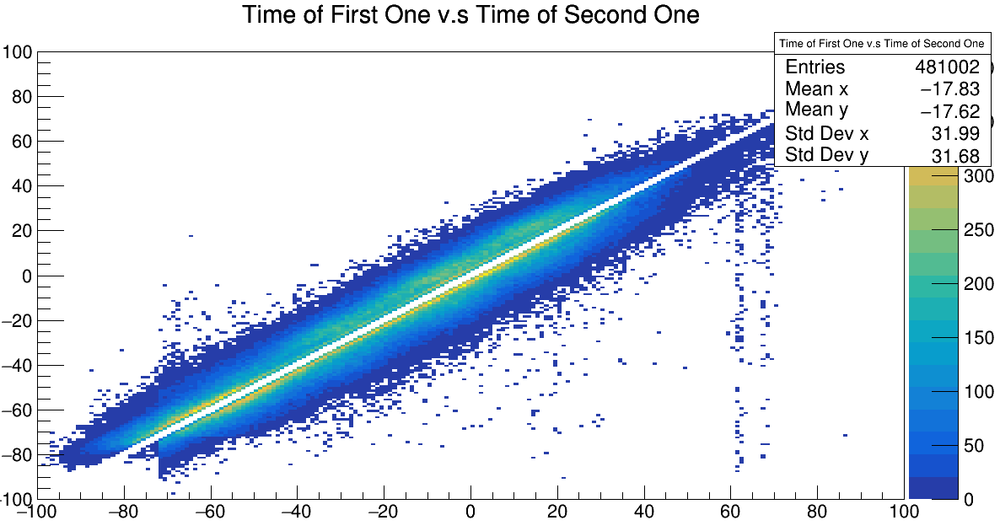 Time of First One v.s Time of Second One
Time of First One v.s Time of Second One
Entries 481002
Mean x −17.83
Mean y −17.62
Std Dev x 31.99
Std Dev y 31.68
100
80
60
40
20
0
−20
−40
−60
−80
−100
−100 −80 −60 −40 −20 0 20 40 60 80 100
300
250
200
150
100
50
0